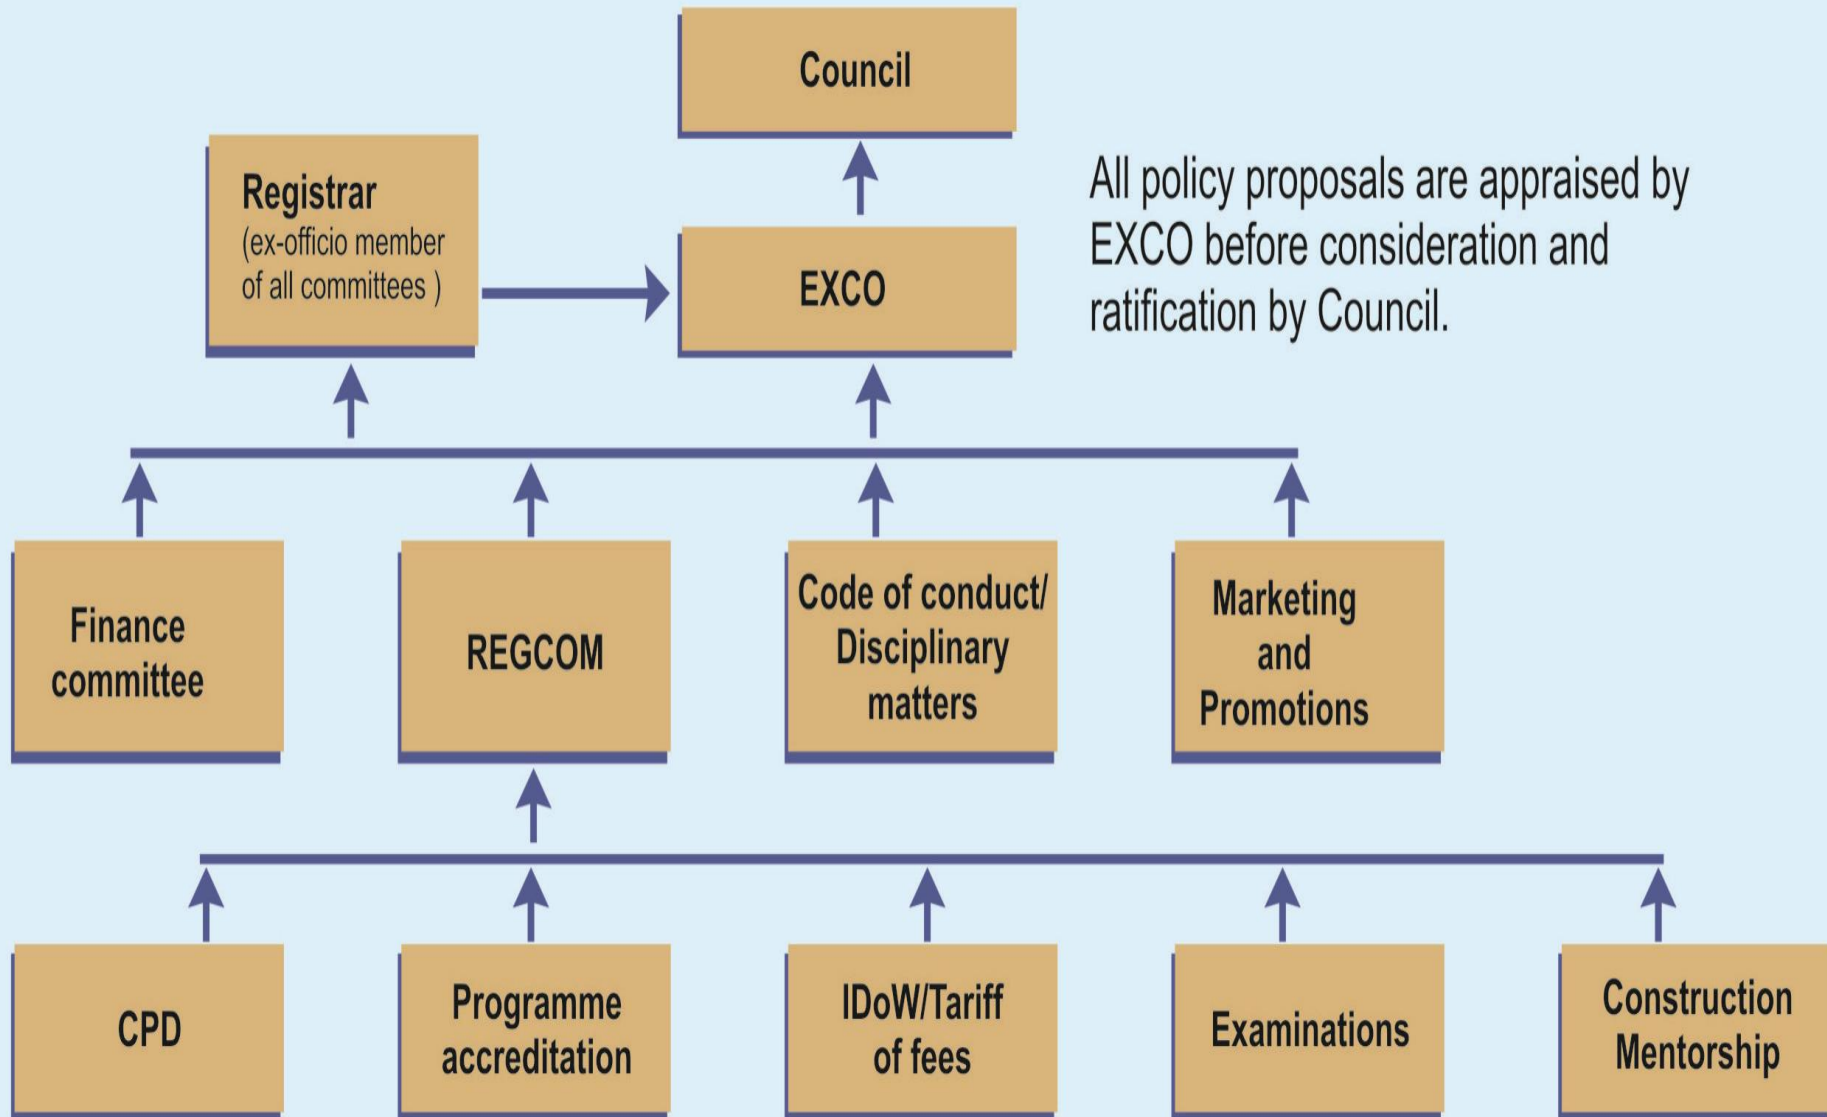 Council
Registrar
(ex-officio member
of all committees )
EXCO
All policy proposals are appraised by
EXCO before consideration and
ratification by Council.
Finance
committee
REGCOM
Code of conduct/
Disciplinary
matters
Marketing
and
Promotions
CPD
Programme
accreditation
IDoW/Tariff
of fees
Examinations
Construction
Mentorship